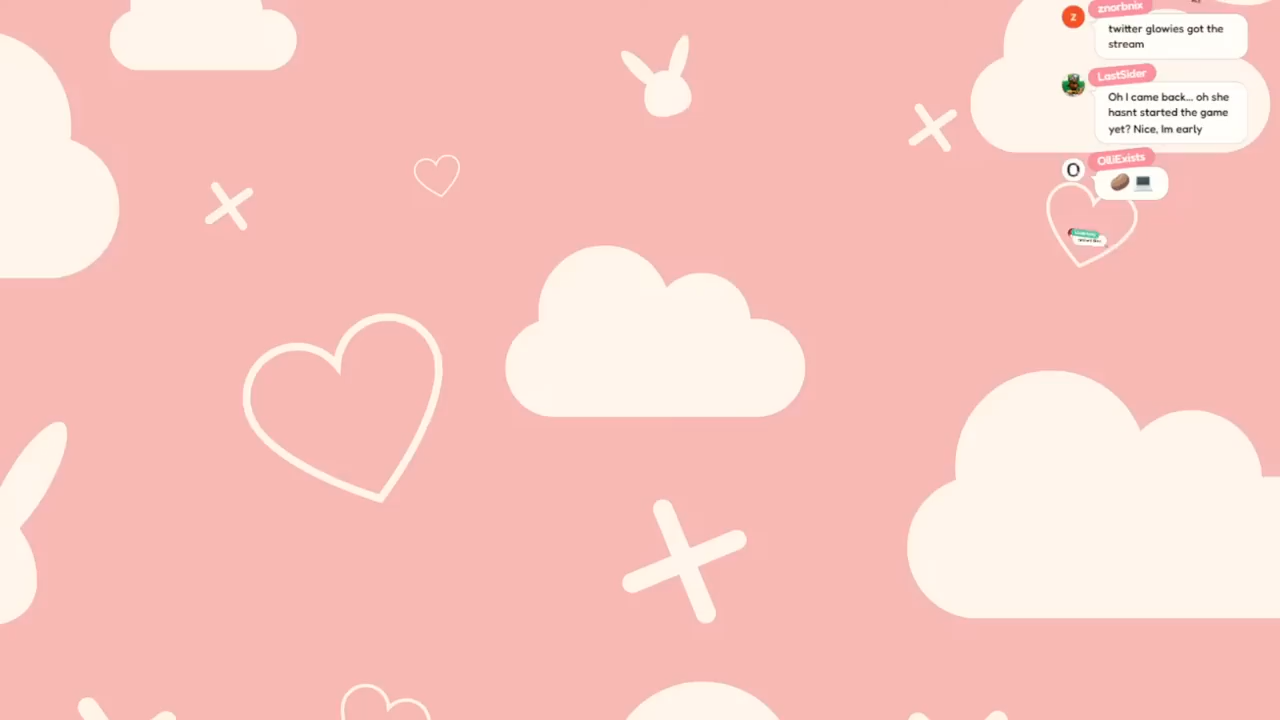 znorbnix
twitter glowies got the
stream
LastSider
Oh I came back... oh she
hasnt started the game
yet? Nice, Im early
OlliExists